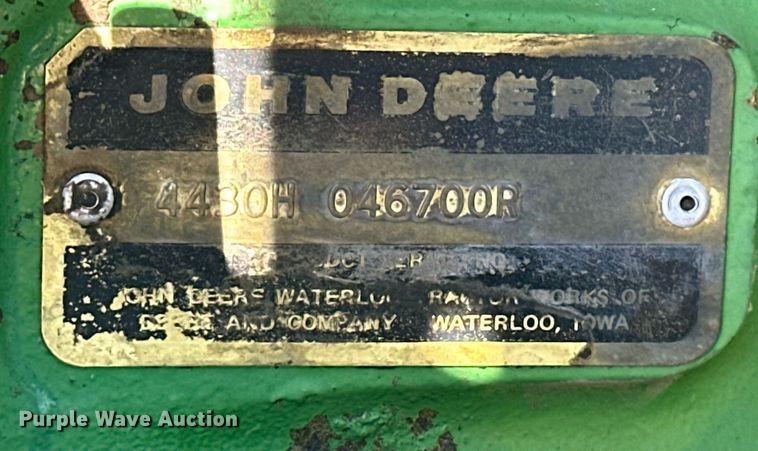 JOHN DEERE
4430H 046700R
JOHN DEERE WATERLOO TRACTOR WORKS OF
DEERE AND COMPANY WATERLOO, IOWA
Purple Wave Auction